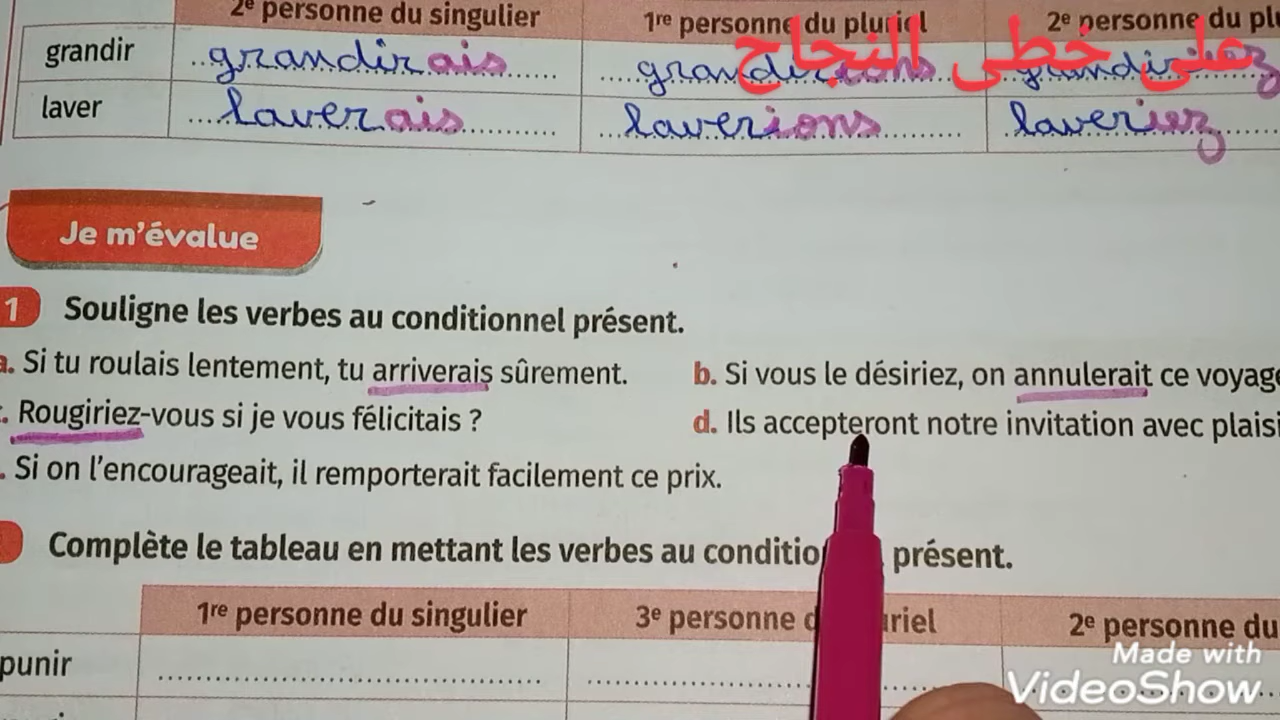 2e personne du singulier 1re personne du pluriel 2e personne du
grandir grandirais grandirions grandiriez
laver laverais laverions laveriez
على خطى النجاح
Je m'évalue
1 Souligne les verbes au conditionnel présent.
a. Si tu roulais lentement, tu arriverais sûrement. b. Si vous le désiriez, on annulerait ce voyage
Rougiriez-vous si je vous félicitais ? d. Ils accepteront notre invitation avec
Si on l'encourageait, il remporterait facilement ce prix.
Complète le tableau en mettant les verbes au présent.
1re personne du singulier 3e personne 2e personne du
punir
Made with
VideoShow